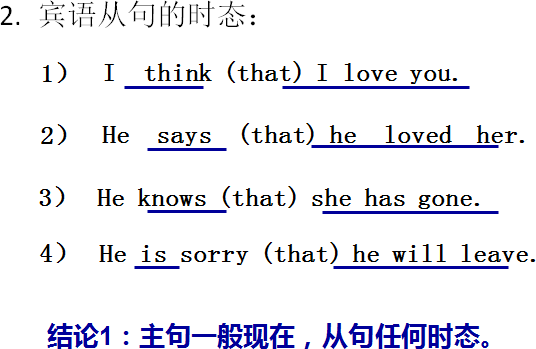 2. 宾语从句的时态：
1） I think (that) I love you.
2） He says (that) he loved her.
3） He knows (that) she has gone.
4） He is sorry (that) he will leave.
结论1：主句一般现在，从句任何时态。